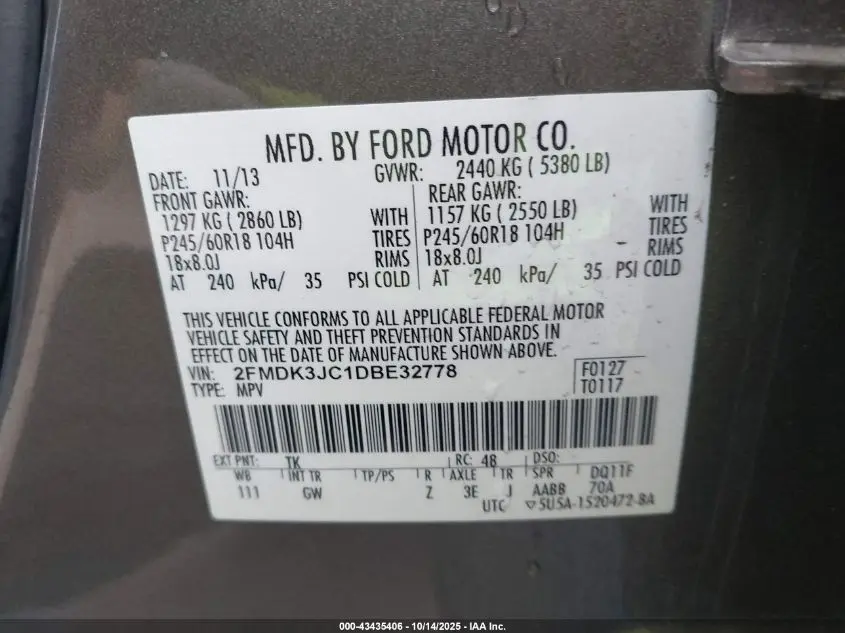 MFD. BY FORD MOTOR CO.
DATE: 11/13 GVWR: 2440 KG ( 5380 LB)
FRONT GAWR: REAR GAWR:
1297 KG ( 2860 LB) WITH 1157 KG ( 2550 LB) WITH
P245/60R18 104H TIRES P245/60R18 104H TIRES
18x8.0J RIMS 18x8.0J RIMS
AT 240 kPa/ 35 PSI COLD AT 240 kPa/ 35 PSI COLD
THIS VEHICLE CONFORMS TO ALL APPLICABLE FEDERAL MOTOR
VEHICLE SAFETY AND THEFT PREVENTION STANDARDS IN
EFFECT ON THE DATE OF MANUFACTURE SHOWN ABOVE.
VIN: 2FMDK3JC1DBE32778 F0127
TYPE: MPV T0117
EXT PNT: TK RC: 48 DSO:
WB INT TR TP/PS R AXLE TR SPR DQ11F
111 GW Z 3E J AABB 70A
UTC ▽5U5A-1520472-BA
000-43435406 - 10/14/2025 - IAA Inc.